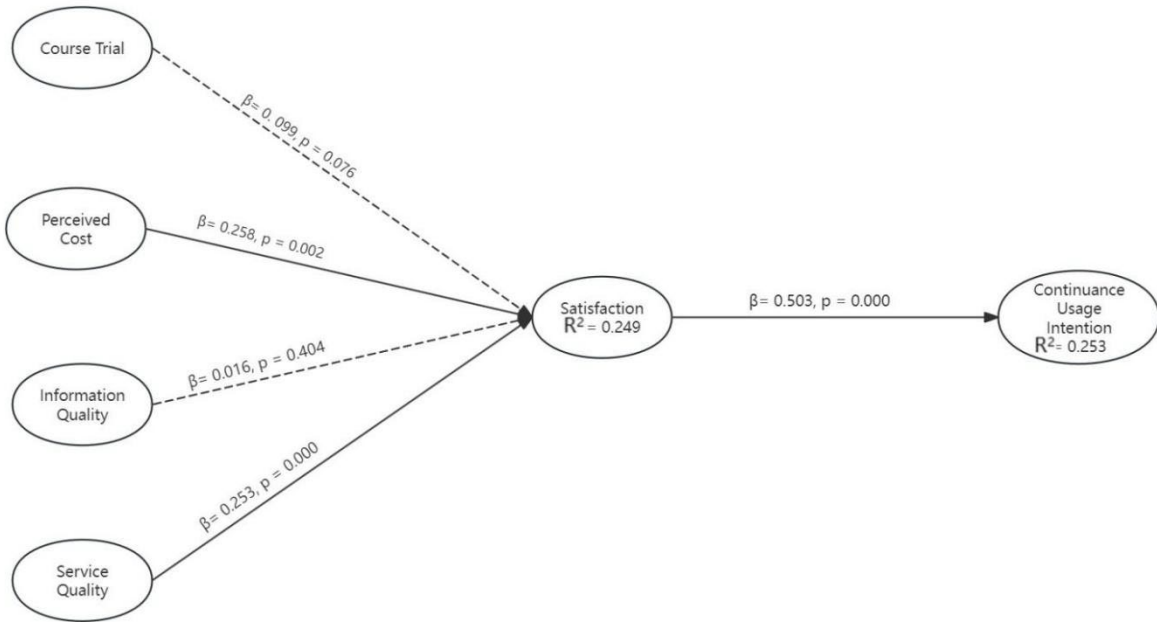 Course Trial
β= 0. 099, p = 0.076
Perceived
Cost
β= 0.258, p = 0.002
Satisfaction
R²= 0.249
β= 0.503, p = 0.000
Continuance
Usage
Intention
R²= 0.253
Information
Quality
β= 0.016, p = 0.404
Service
Quality
β= 0.253, p = 0.000